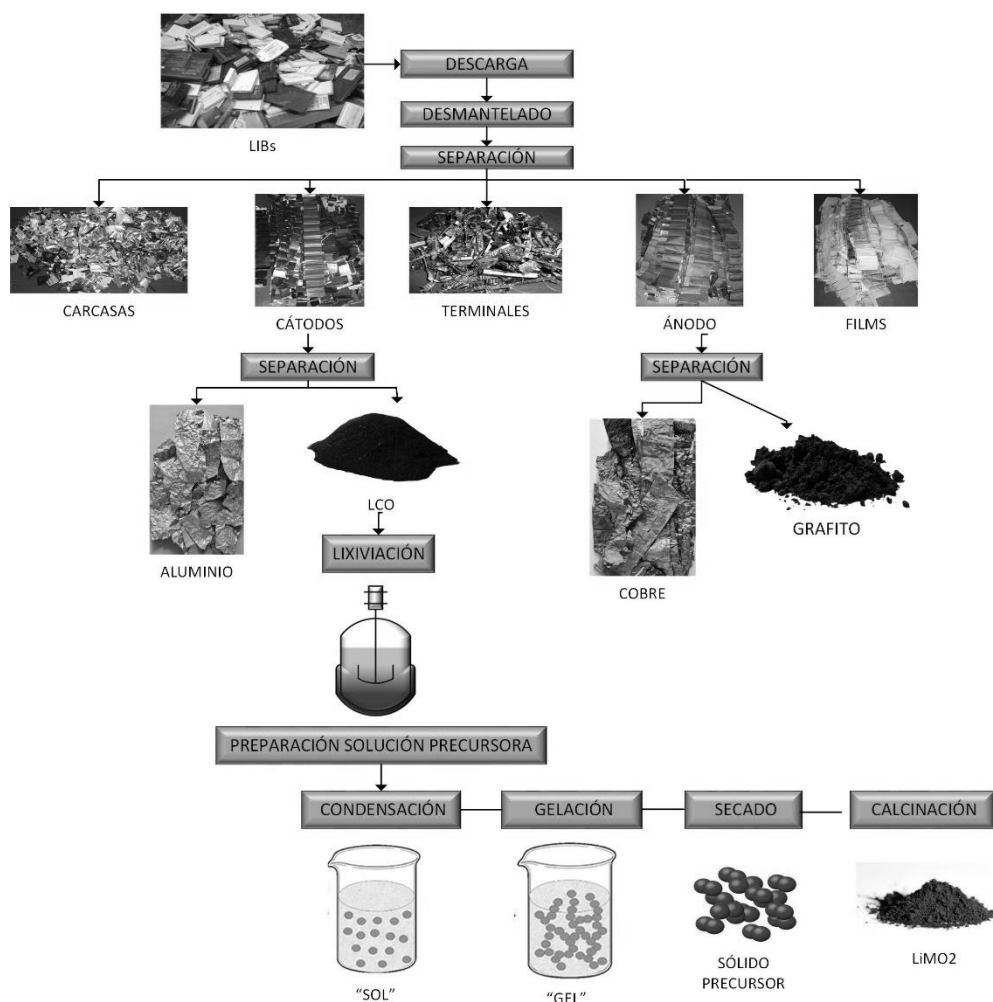 DESCARGA
LIBs
DESMANTELADO
SEPARACIÓN
CARCASAS
CÁTODOS
TERMINALES
ÁNODO
FILMS
SEPARACIÓN
SEPARACIÓN
ALUMINIO
LCO
LIXIVIACIÓN
COBRE
GRAFITO
PREPARACIÓN SOLUCIÓN PRECURSORA
CONDENSACIÓN
GELACIÓN
SECADO
CALCINACIÓN
"SOL"
"GEL"
SÓLIDO
PRECURSOR
LiMO2